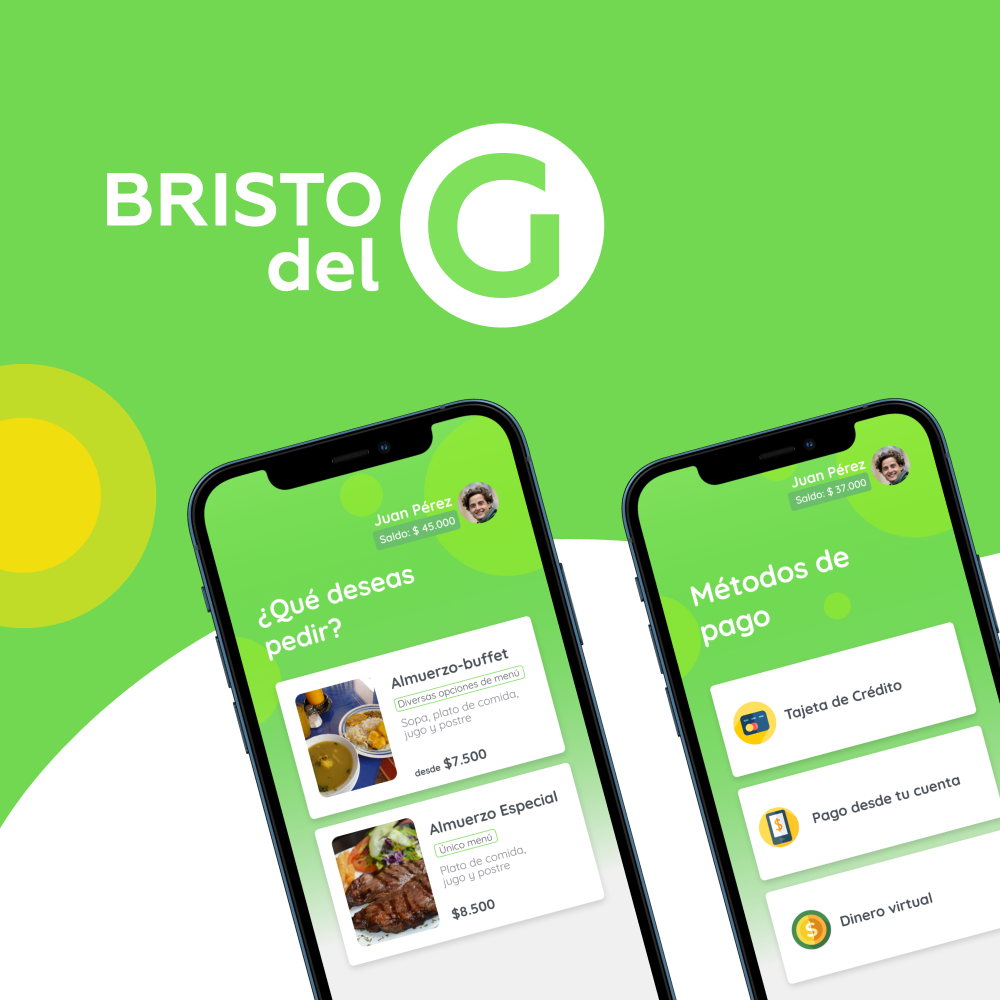 BRISTO
del
G
Juan Pérez
Saldo: $ 45.000
¿Qué deseas
pedir?
Almuerzo-buffet
Diversas opciones de menú
Sopa, plato de comida,
jugo y postre
desde $7.500
Almuerzo Especial
Único menú
Plato de comida,
jugo y postre
$8.500
Juan Pérez
Saldo: $ 37.000
Métodos de
pago
Tajeta de Crédito
Pago desde tu cuenta
$
Dinero virtual
$